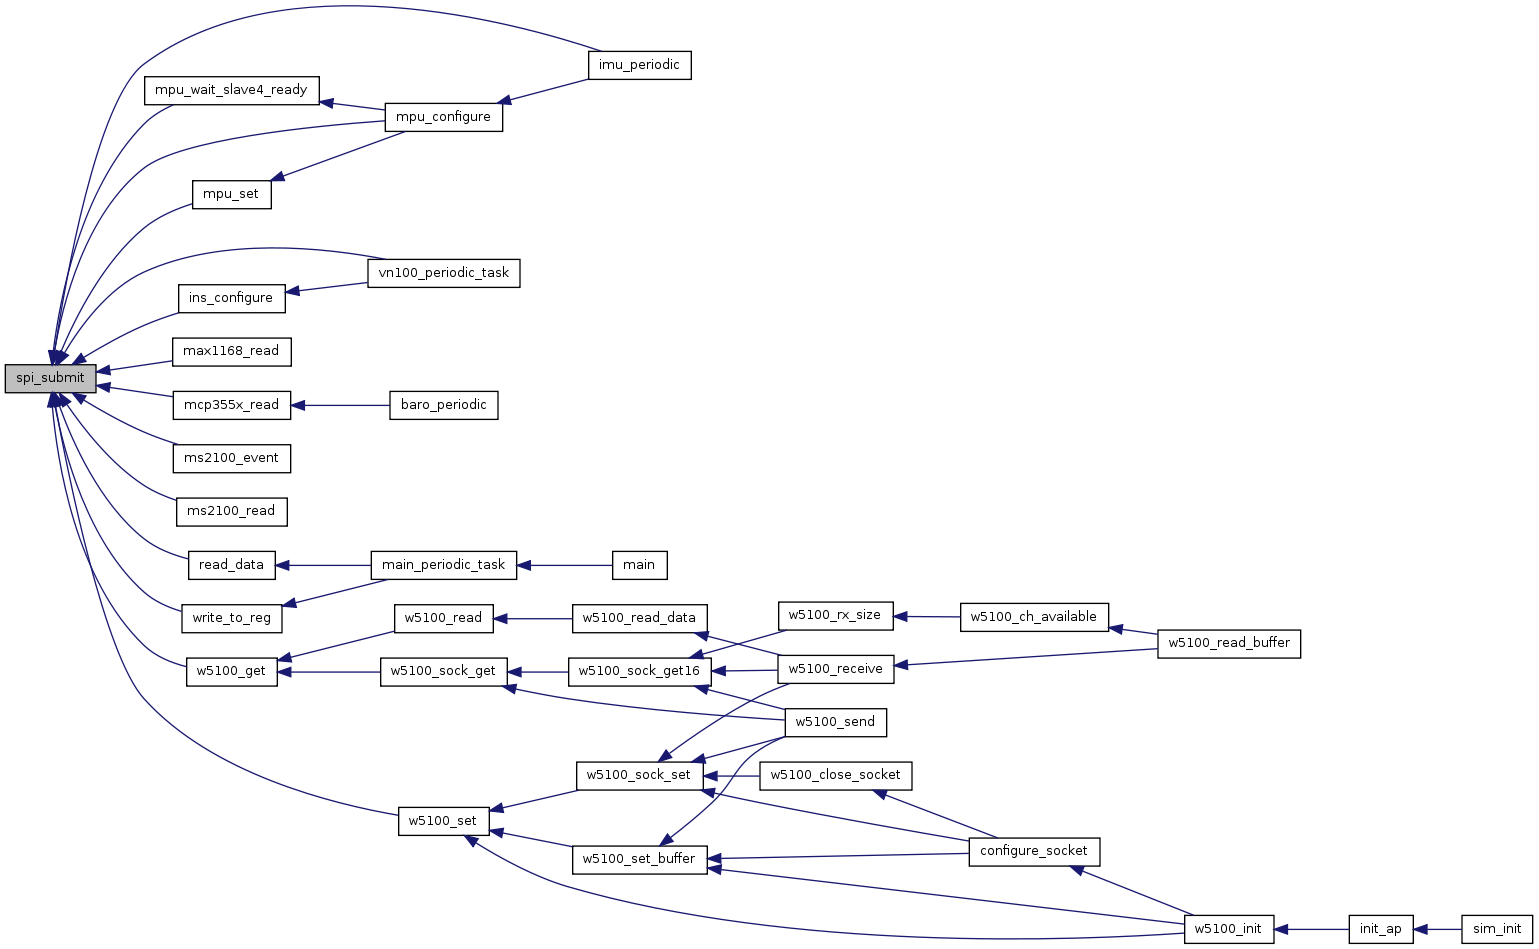 imu_periodic
mpu_wait_slave4_ready
mpu_configure
mpu_set
vn100_periodic_task
ins_configure
max1168_read
spi_submit
mcp355x_read
baro_periodic
ms2100_event
ms2100_read
read_data
main_periodic_task
main
write_to_reg
w5100_read
w5100_read_data
w5100_rx_size
w5100_ch_available
w5100_read_buffer
w5100_get
w5100_sock_get
w5100_sock_get16
w5100_receive
w5100_send
w5100_sock_set
w5100_close_socket
w5100_set
w5100_set_buffer
configure_socket
w5100_init
init_ap
sim_init